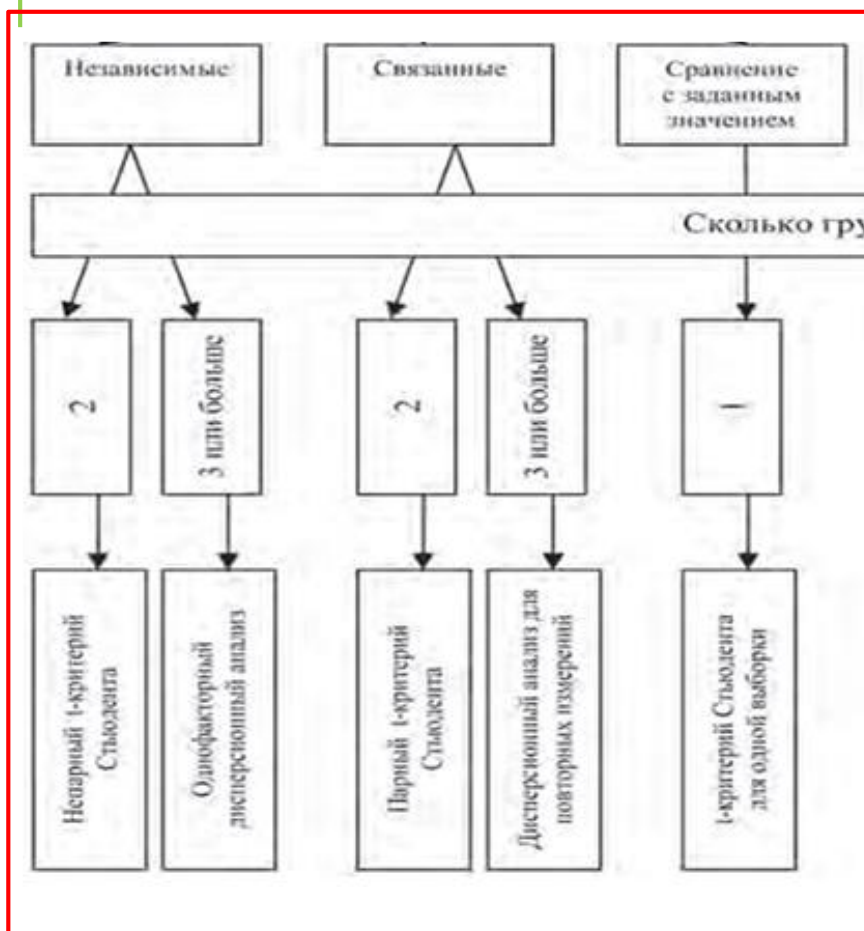 Независимые
Связанные
Сравнение
с заданным
значением
Сколько
2
3 или больше
2
3 или больше
1
Непарный t-критерий
Стьюдента
Однофакторный
дисперсионный анализ
Парный t-критерий
Стьюдента
Дисперсионный анализ для
повторных измерений
t-критерий Стьюдента
для одной выборки